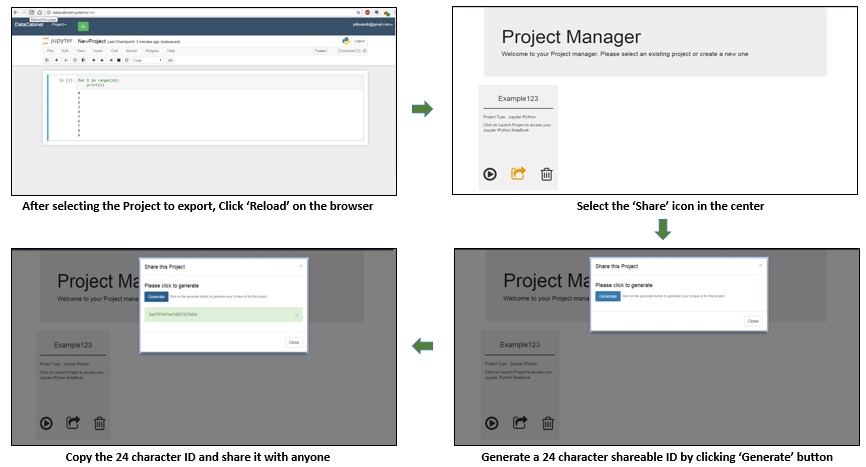 Reload this page
datacabinet.systems
DataCabinet Project
jupyter NewProject Last Checkpoint: 3 minutes ago (autosaved)
Logout
File Edit View Insert Cell Kernel Widgets Help
Trusted
Code
for i in range(10):
print(i)
0
1
2
3
4
5
6
7
8
9
After selecting the Project to export, Click ‘Reload’ on the browser
Project Manager
Welcome to your Project manager. Please select an existing project or create a new one
Example123
Project Type : Jupyter IPython
Click on Launch Project to access your
Jupyter IPython NoteBook
Select the ‘Share’ icon in the center
Project Ma
Welcome to your Project mana
Example123
Project Type : Jupyter IPython
Click on Launch Project to access your
Jupyter IPython NoteBook
Share this Project
Please click to generate
Generate Click on the generate button to generate your Unique id for this project
Close
Generate a 24 character shareable ID by clicking ‘Generate’ button
Project Ma
Welcome to your Project mana
Example123
Project Type : Jupyter IPython
Click on Launch Project to access your
Jupyter IPython NoteBook
Share this Project
Please click to generate
Generate Click on the generate button to generate your Unique id for this project
Close
Copy the 24 character ID and share it with anyone